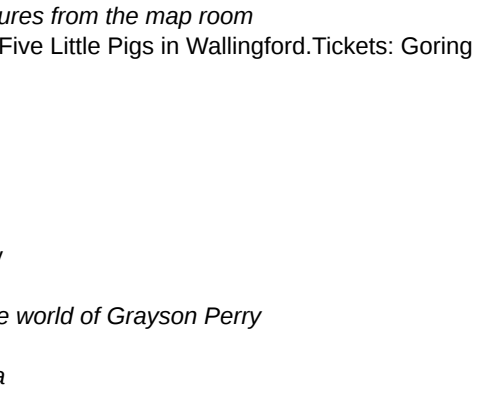 ures from the map room
Five Little Pigs in Wallingford.Tickets: Goring
y
e world of Grayson Perry
a